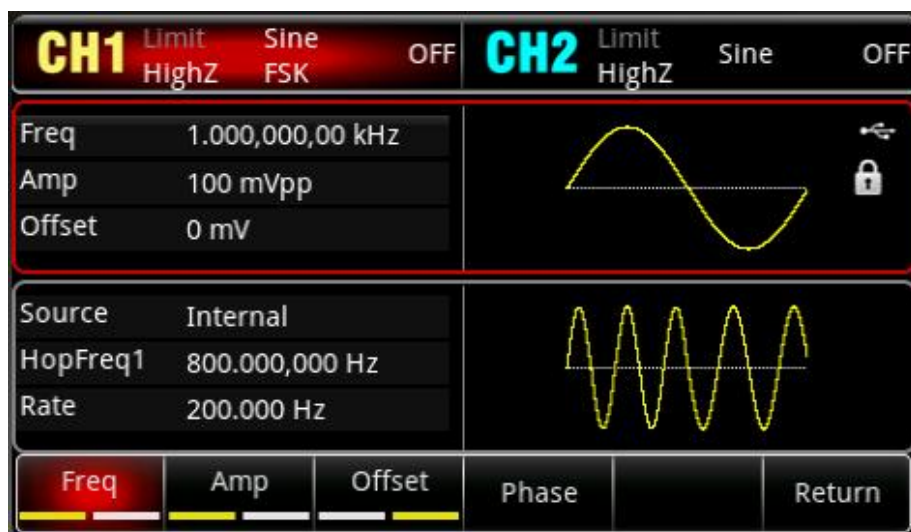 CH1 Limit Sine OFF CH2 Limit Sine OFF
HighZ FSK HighZ
Freq 1.000,000,00 kHz
Amp 100 mVpp
Offset 0 mV
Source Internal
HopFreq1 800.000,000 Hz
Rate 200.000 Hz
Freq Amp Offset Phase Return